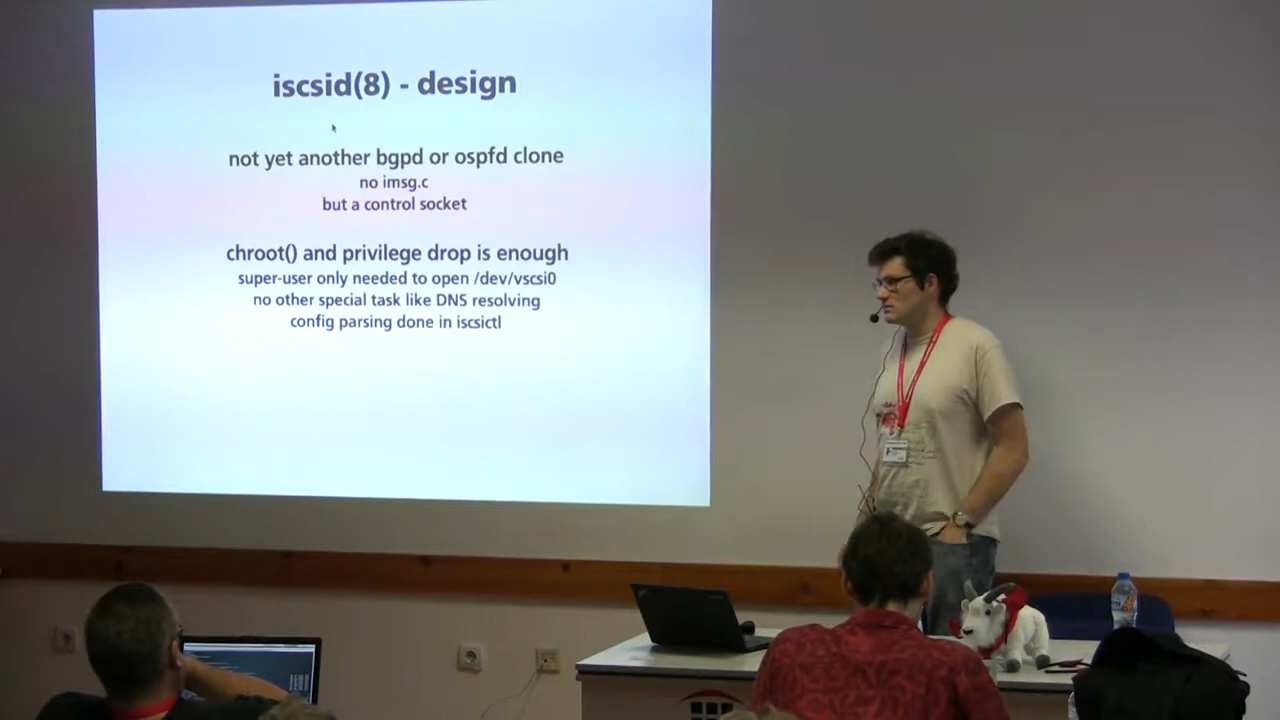 iscsid(8) - design
not yet another bgpd or ospfd clone
no imsg.c
but a control socket
chroot() and privilege drop is enough
super-user only needed to open /dev/vscsi0
no other special task like DNS resolving
config parsing done in iscsictl